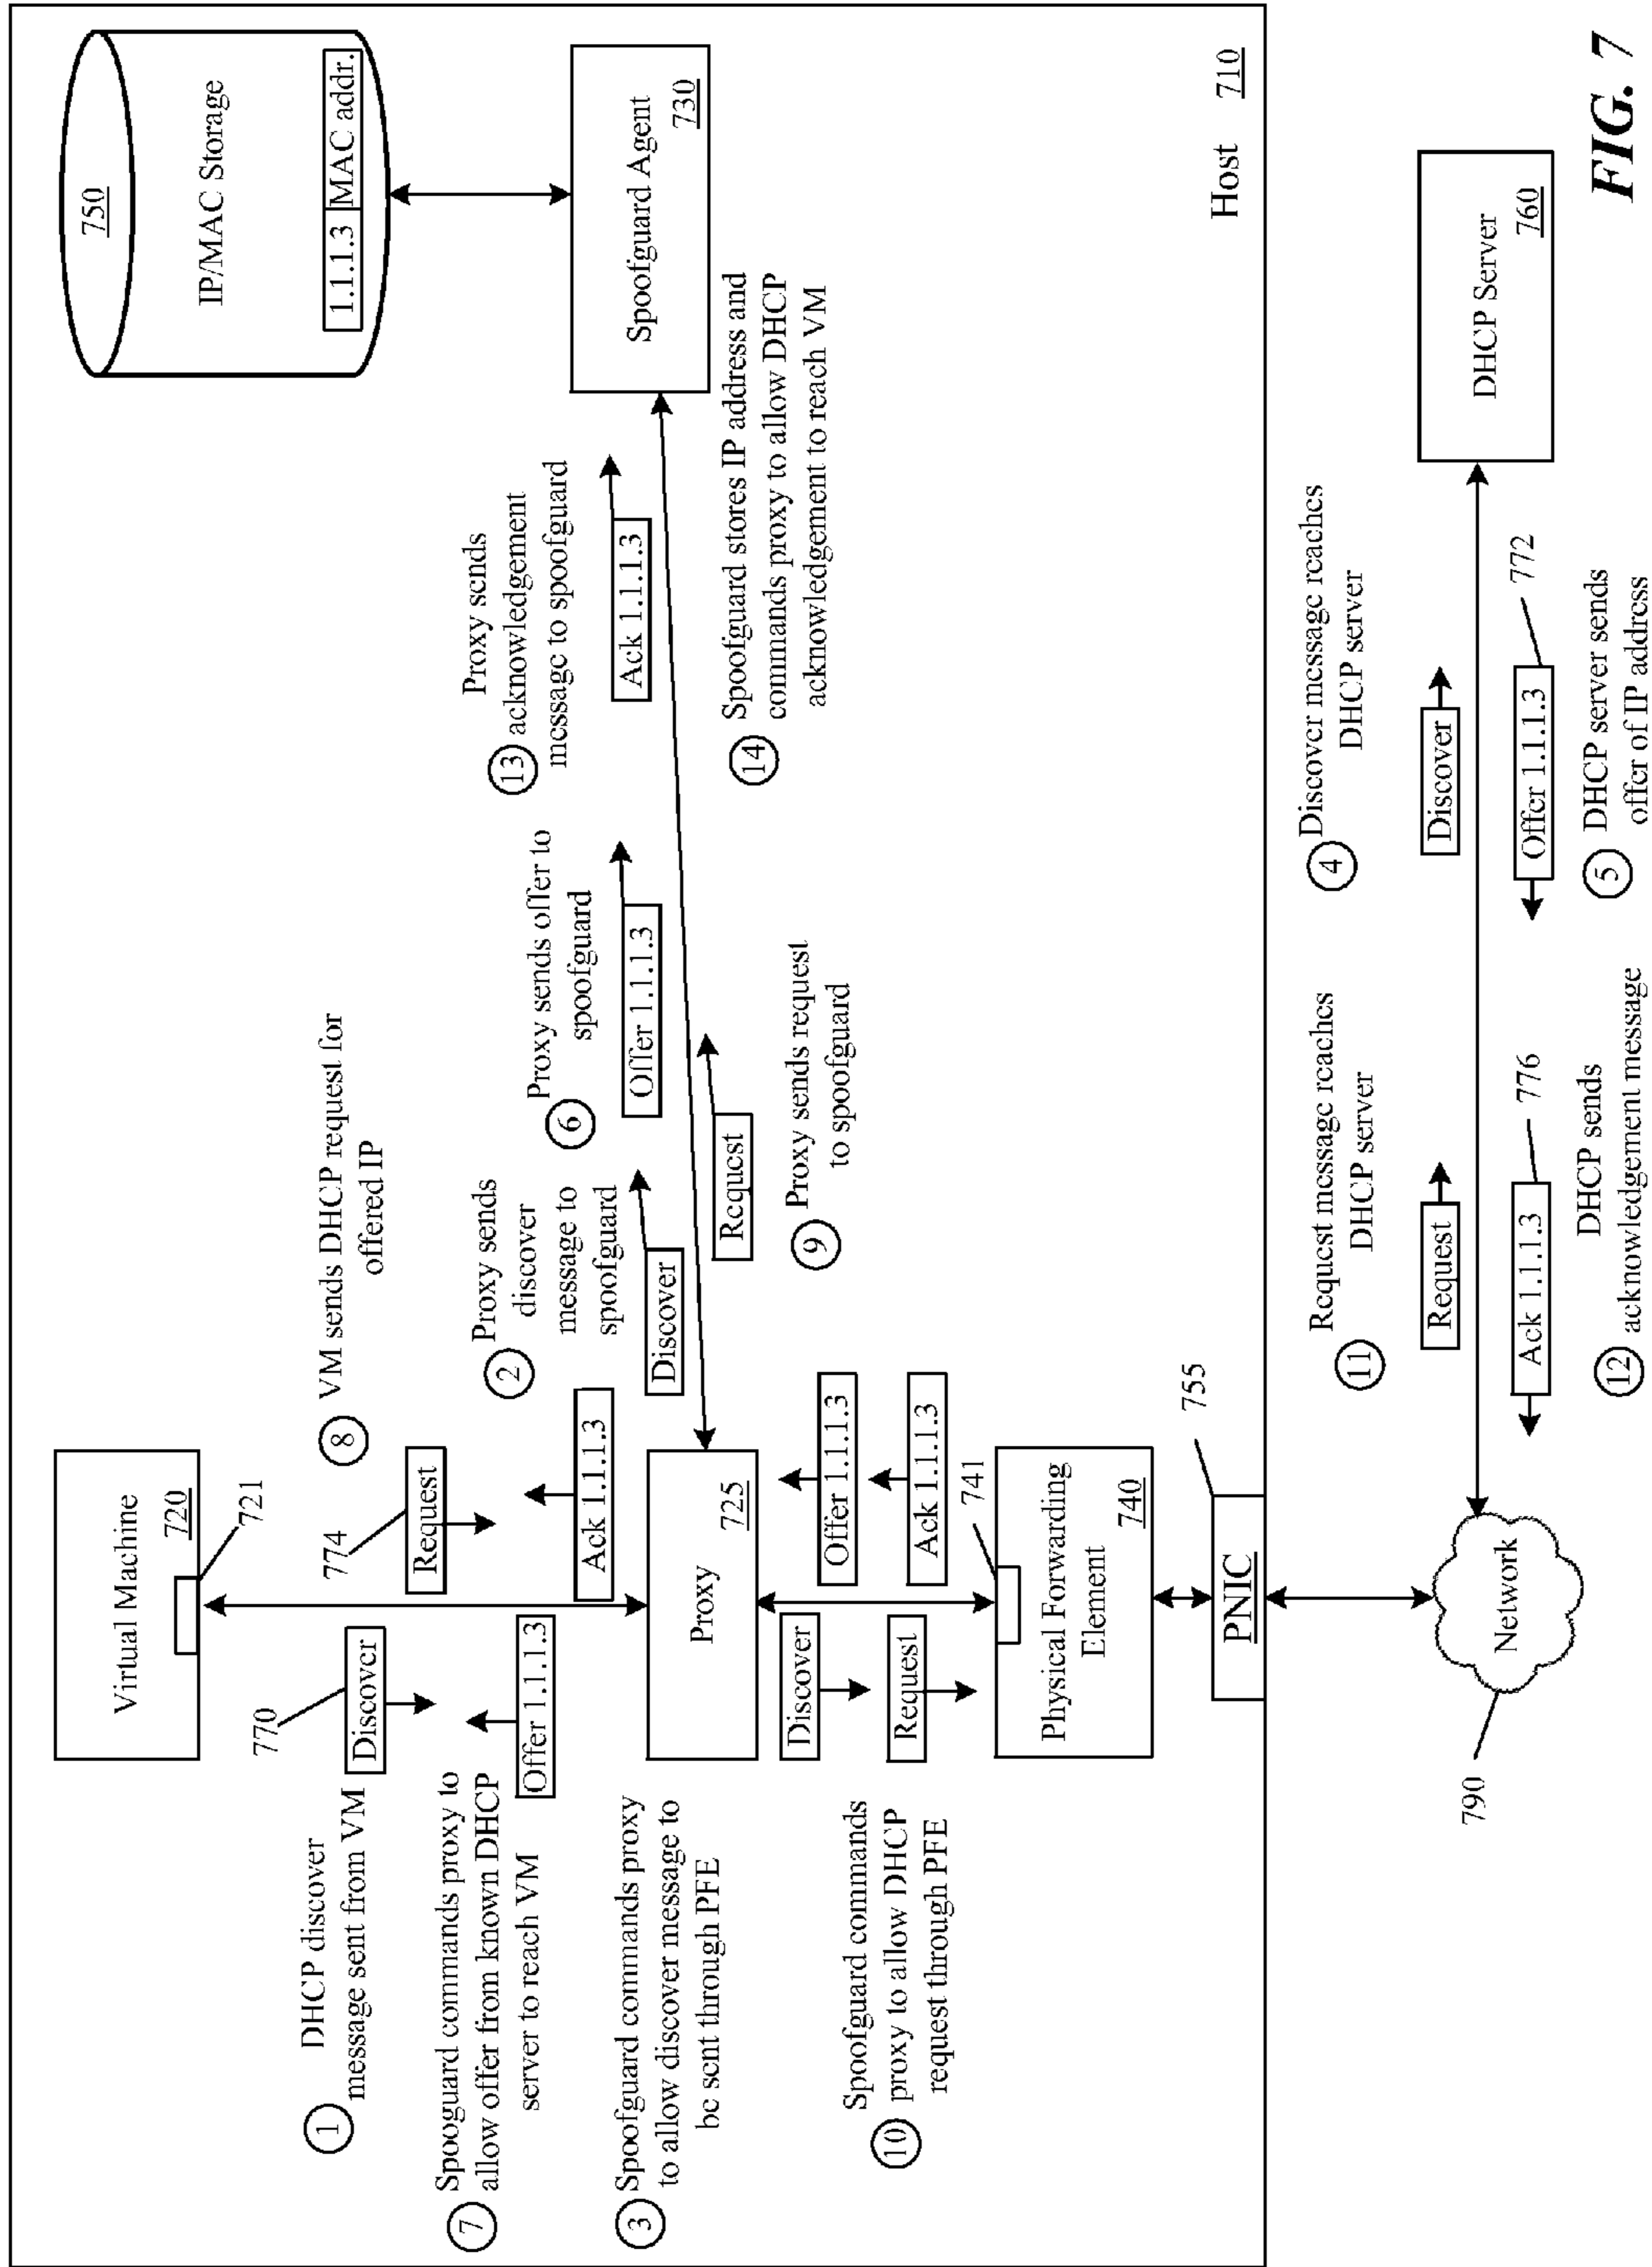 Virtual Machine
720
721
750
IP/MAC Storage
1.1.1.3
MAC addr.
1
DHCP discover
message sent from VM
770
Discover
774
Request
8
VM sends DHCP request for
offered IP
7
Spooguard commands proxy to
allow offer from known DHCP
server to reach VM
Offer 1.1.1.3
Ack 1.1.1.3
2
Proxy sends
discover
message to
spoofguard
Discover
6
Proxy sends offer to
spoofguard
Offer 1.1.1.3
13
Proxy sends
acknowledgement
message to spoofguard
Ack 1.1.1.3
Spoofguard Agent
730
3
Spoofguard commands proxy
to allow discover message to
be sent through PFE
Proxy
725
Request
9
Proxy sends request
to spoofguard
14
Spoofguard stores IP address and
commands proxy to allow DHCP
acknowledgement to reach VM
Discover
Request
Offer 1.1.1.3
Ack 1.1.1.3
741
10
Spoofguard commands
proxy to allow DHCP
request through PFE
Physical Forwarding
Element
740
755
PNIC
Host 710
11
Request message reaches
DHCP server
4
Discover message reaches
DHCP server
Request
Discover
Network
790
DHCP Server
760
Ack 1.1.1.3
776
Offer 1.1.1.3
772
12
DHCP sends
acknowledgement message
5
DHCP server sends
offer of IP address
FIG. 7